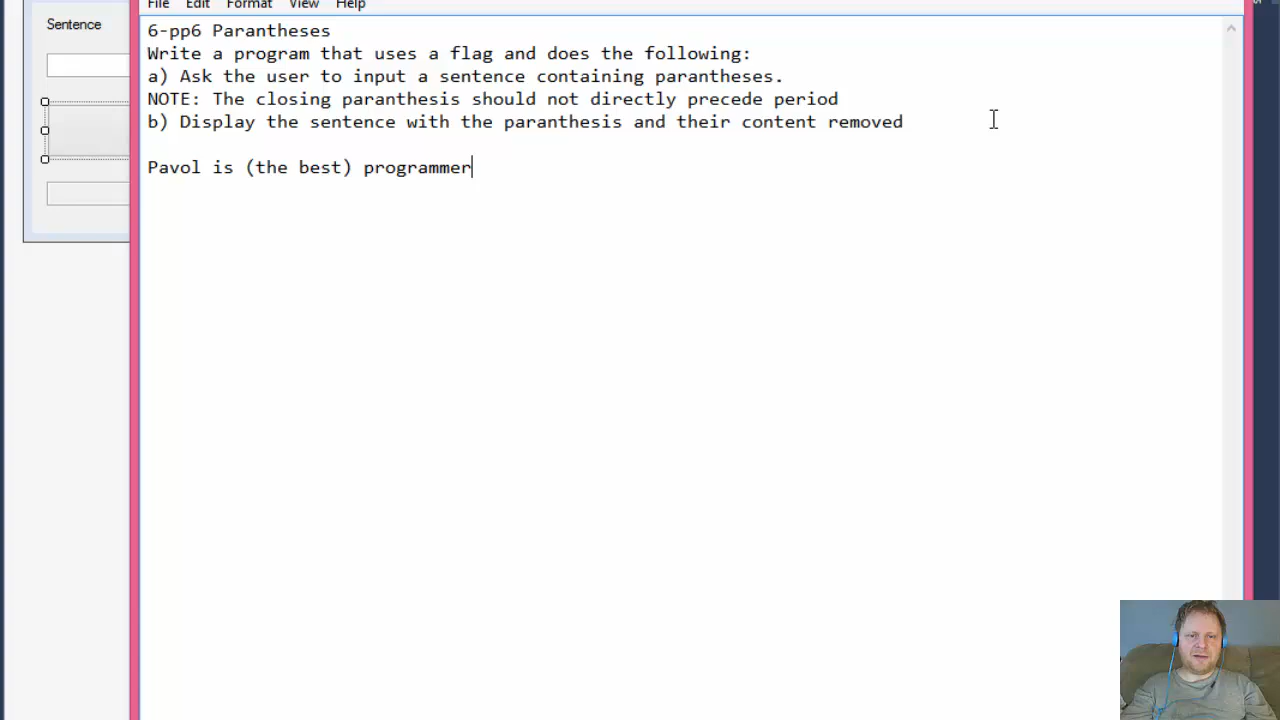 File Edit Format View Help
Sentence
6-pp6 Parantheses
Write a program that uses a flag and does the following:
a) Ask the user to input a sentence containing parantheses.
NOTE: The closing paranthesis should not directly precede period
b) Display the sentence with the paranthesis and their content removed
Pavol is (the best) programmer